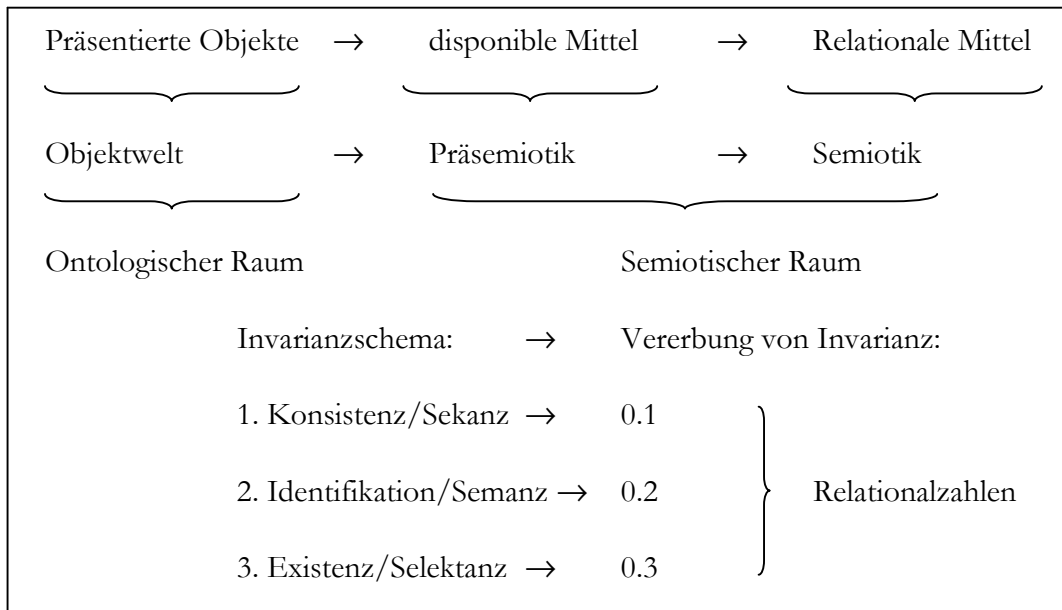 Präsentierte Objekte → disponible Mittel → Relationale Mittel
Objektwelt → Präsemiotik → Semiotik
Ontologischer Raum Semiotischer Raum
Invarianzschema: → Vererbung von Invarianz:
1. Konsistenz/Sekanz → 0.1
2. Identifikation/Semanz → 0.2 Relationalzahlen
3. Existenz/Selektanz → 0.3